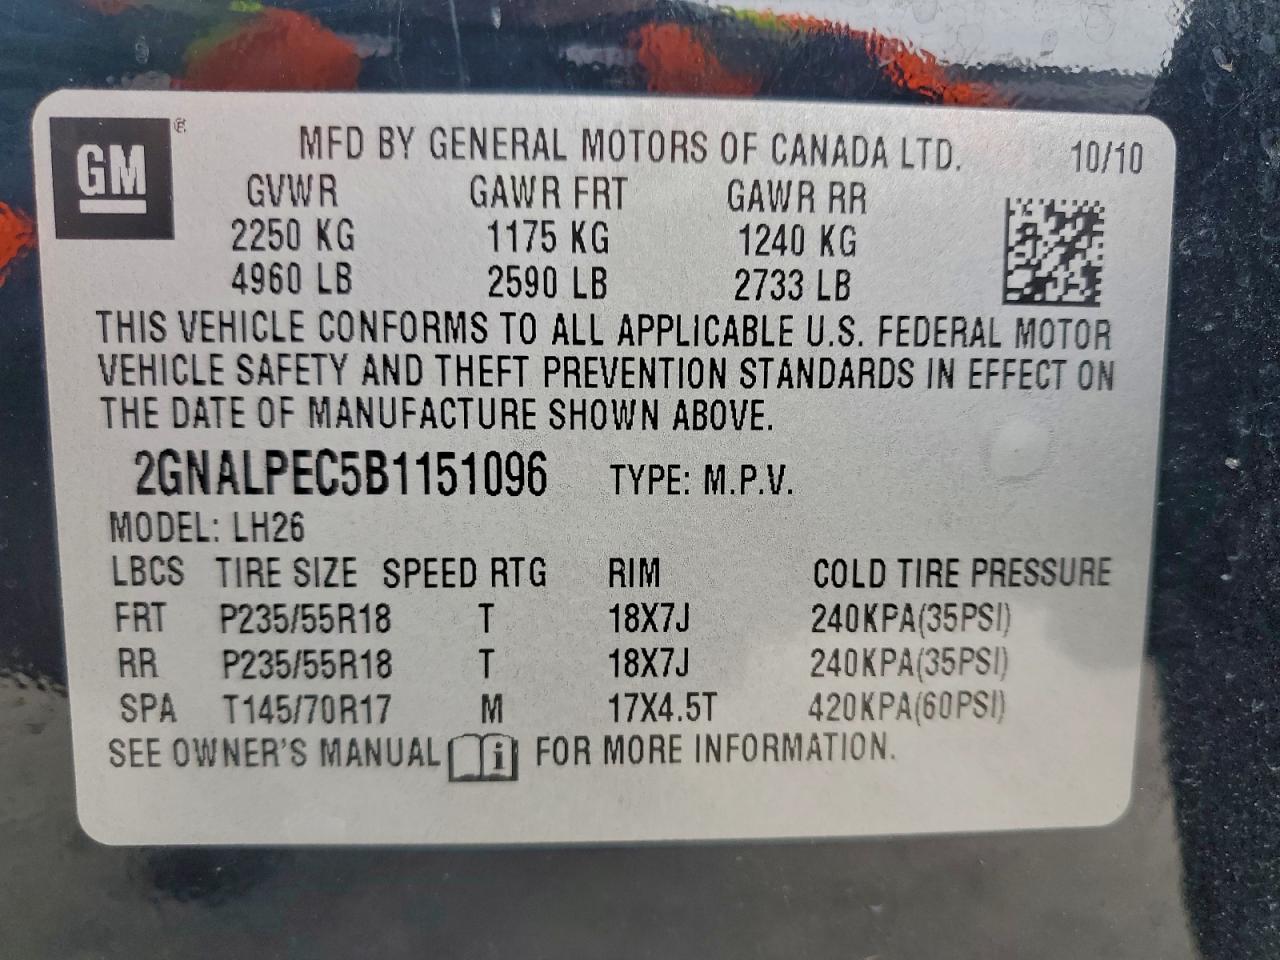 GM ®
MFD BY GENERAL MOTORS OF CANADA LTD. 10/10
GVWR GAWR FRT GAWR RR
2250 KG 1175 KG 1240 KG
4960 LB 2590 LB 2733 LB
THIS VEHICLE CONFORMS TO ALL APPLICABLE U.S. FEDERAL MOTOR
VEHICLE SAFETY AND THEFT PREVENTION STANDARDS IN EFFECT ON
THE DATE OF MANUFACTURE SHOWN ABOVE.
2GNALPEC5B1151096 TYPE: M.P.V.
MODEL: LH26
LBCS TIRE SIZE SPEED RTG RIM COLD TIRE PRESSURE
FRT P235/55R18 T 18X7J 240KPA(35PSI)
RR P235/55R18 T 18X7J 240KPA(35PSI)
SPA T145/70R17 M 17X4.5T 420KPA(60PSI)
SEE OWNER'S MANUAL i FOR MORE INFORMATION.